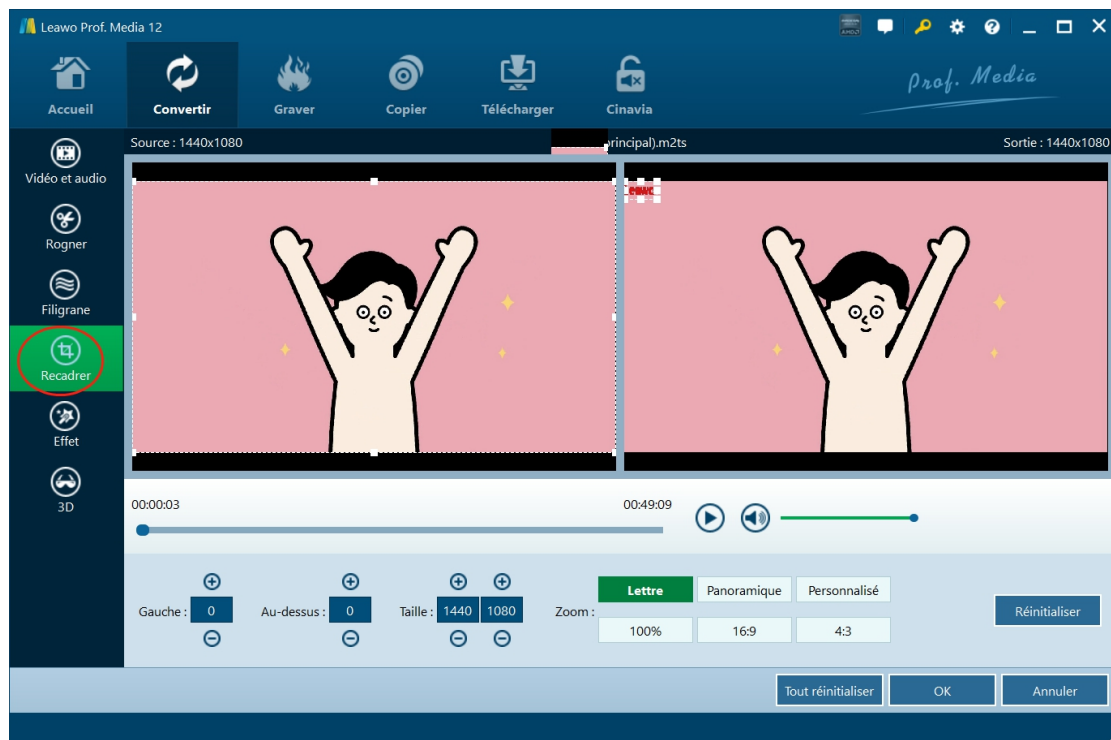 Leawo Prof. Media 12
Accueil
Convertir
Graver
Copier
Télécharger
Cinavia
Prof. Media
Source : 1440x1080
rincipal).m2ts
Sortie : 1440x1080
Vidéo et audio
Rogner
Filigrane
Recadrer
Effet
3D
00:00:03
00:49:09
Gauche : 0
Au-dessus : 0
Taille : 1440 1080
Zoom :
Lettre
Panoramique
Personnalisé
100%
16:9
4:3
Réinitialiser
Tout réinitialiser
OK
Annuler